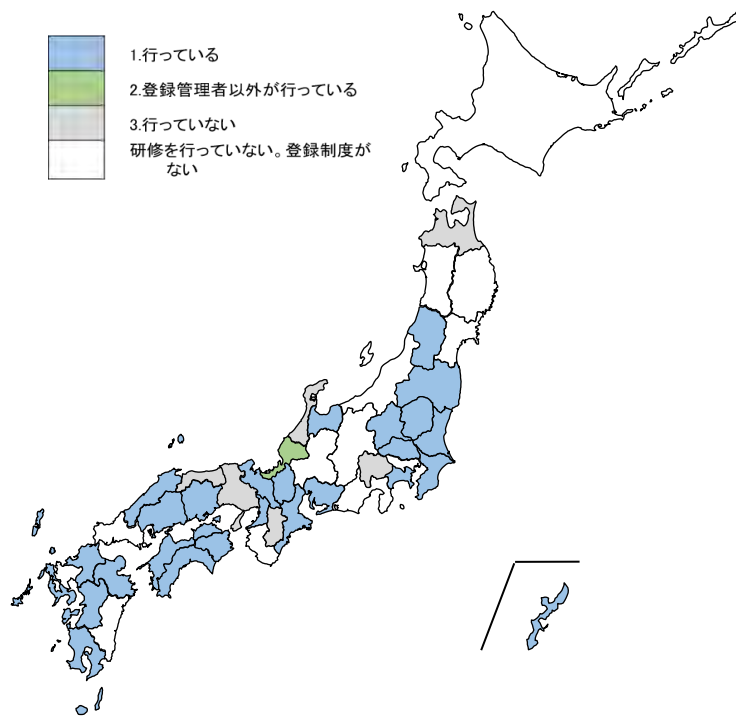 1.行っている
2.登録管理者以外が行っている
3.行っていない
研修を行っていない。登録制度が
ない